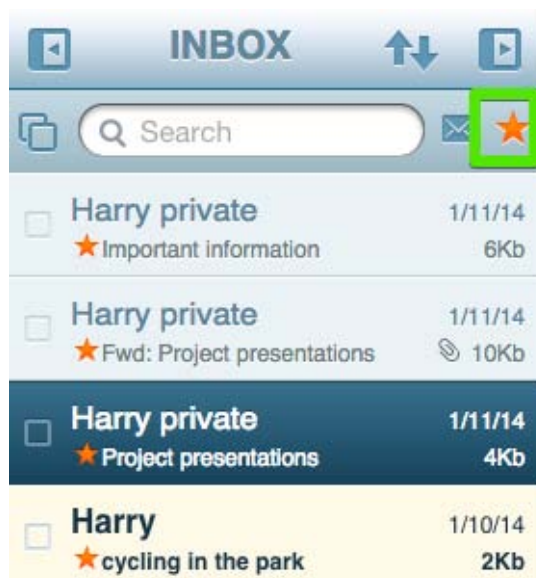 INBOX
Search
Harry private 1/11/14
Important information 6Kb
Harry private 1/11/14
Fwd: Project presentations 10Kb
Harry private 1/11/14
Project presentations 4Kb
Harry 1/10/14
cycling in the park 2Kb